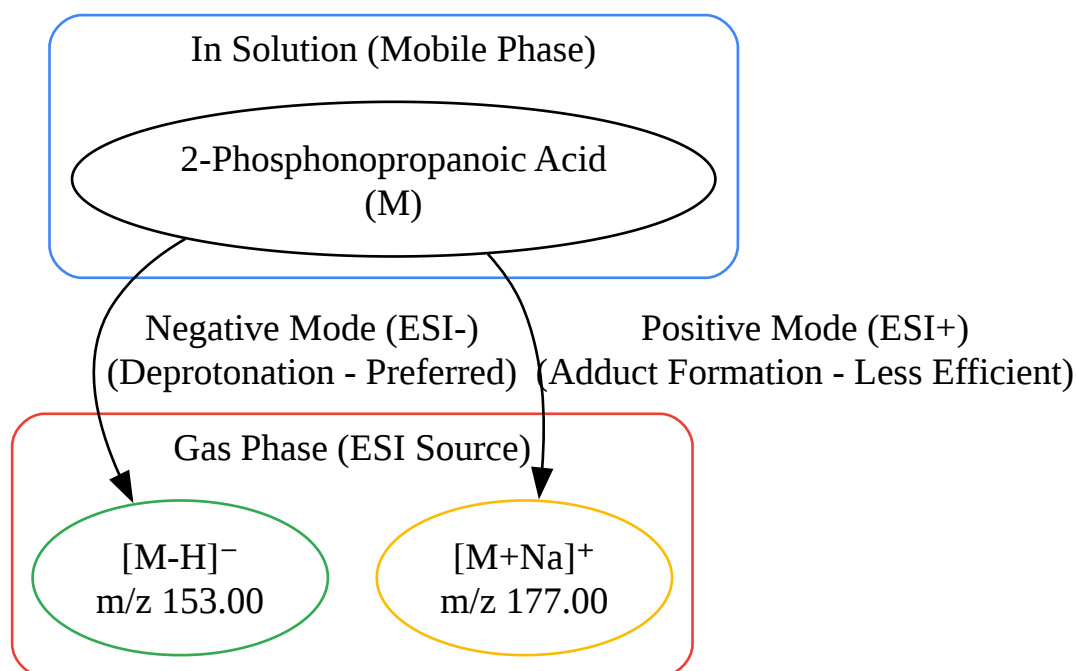 In Solution (Mobile Phase)
2-Phosphonopropanoic Acid
(M)
Negative Mode (ESI-)
(Deprotonation - Preferred)
Positive Mode (ESI+)
(Adduct Formation - Less Efficient)
Gas Phase (ESI Source)
[M-H]⁻
m/z 153.00
[M+Na]⁺
m/z 177.00